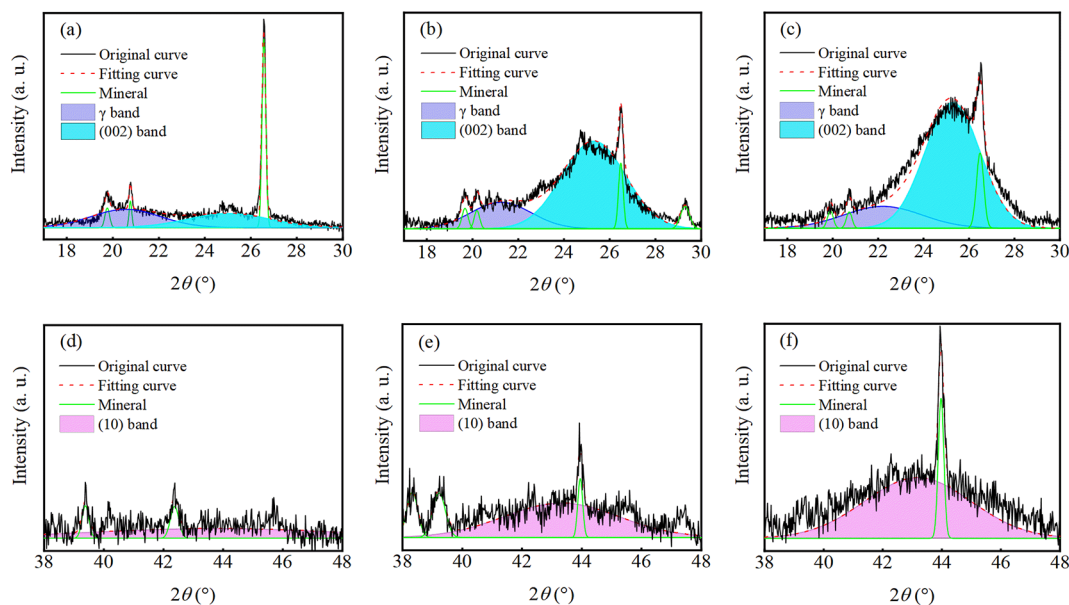 (a)
Original curve
Fitting curve
Mineral
γ band
(002) band
Intensity (a. u.)
18 20 22 24 26 28 30
2θ (°)
(b)
Original curve
Fitting curve
Mineral
γ band
(002) band
Intensity (a. u.)
18 20 22 24 26 28 30
2θ (°)
(c)
Original curve
Fitting curve
Mineral
γ band
(002) band
Intensity (a. u.)
18 20 22 24 26 28 30
2θ (°)
(d)
Original curve
Fitting curve
Mineral
(10) band
Intensity (a. u.)
38 40 42 44 46 48
2θ (°)
(e)
Original curve
Fitting curve
Mineral
(10) band
Intensity (a. u.)
38 40 42 44 46 48
2θ (°)
(f)
Original curve
Fitting curve
Mineral
(10) band
Intensity (a. u.)
38 40 42 44 46 48
2θ (°)